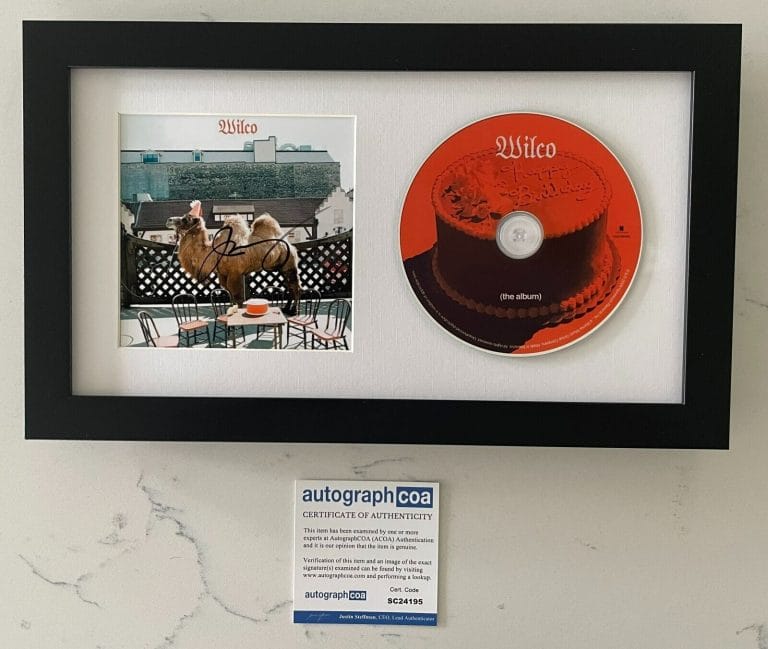 Wilco
Wilco
Happy
Birthday
(the album)
autographcoa
CERTIFICATE OF AUTHENTICITY
This item has been examined by one or more
experts at AutographCOA (ACOA) Authentication
and it is our opinion that the item is genuine.
Verification of this item and an image of the exact
signature(s) examined can be found by visiting
www.autographcoa.com and performing a lookup.
autographcoa
Cert. Code
SC24195
Justin Steffman, CEO, Lead Authenticator